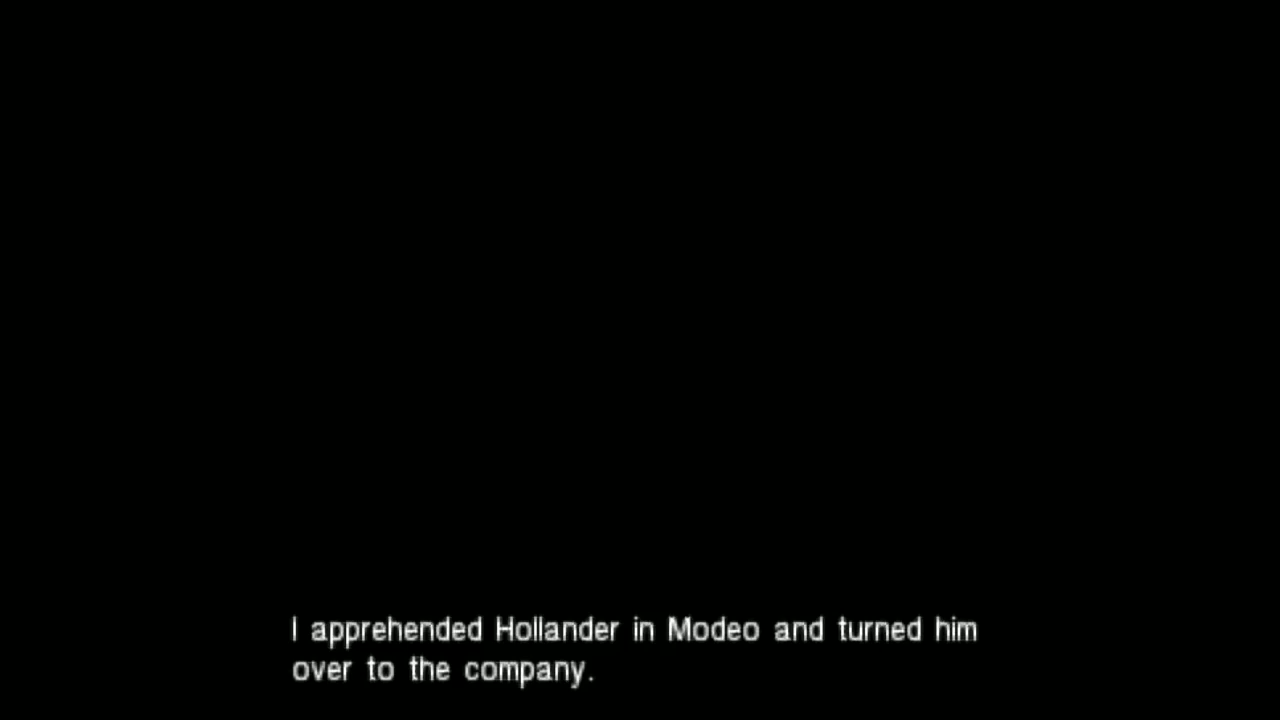 I apprehended Hollander in Modeo and turned him
over to the company.